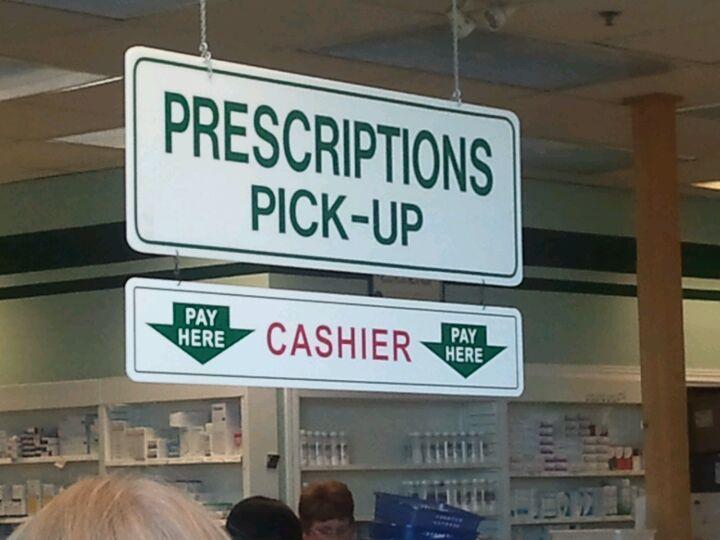 PRESCRIPTIONS
PICK-UP
PAY
HERE
CASHIER
PAY
HERE